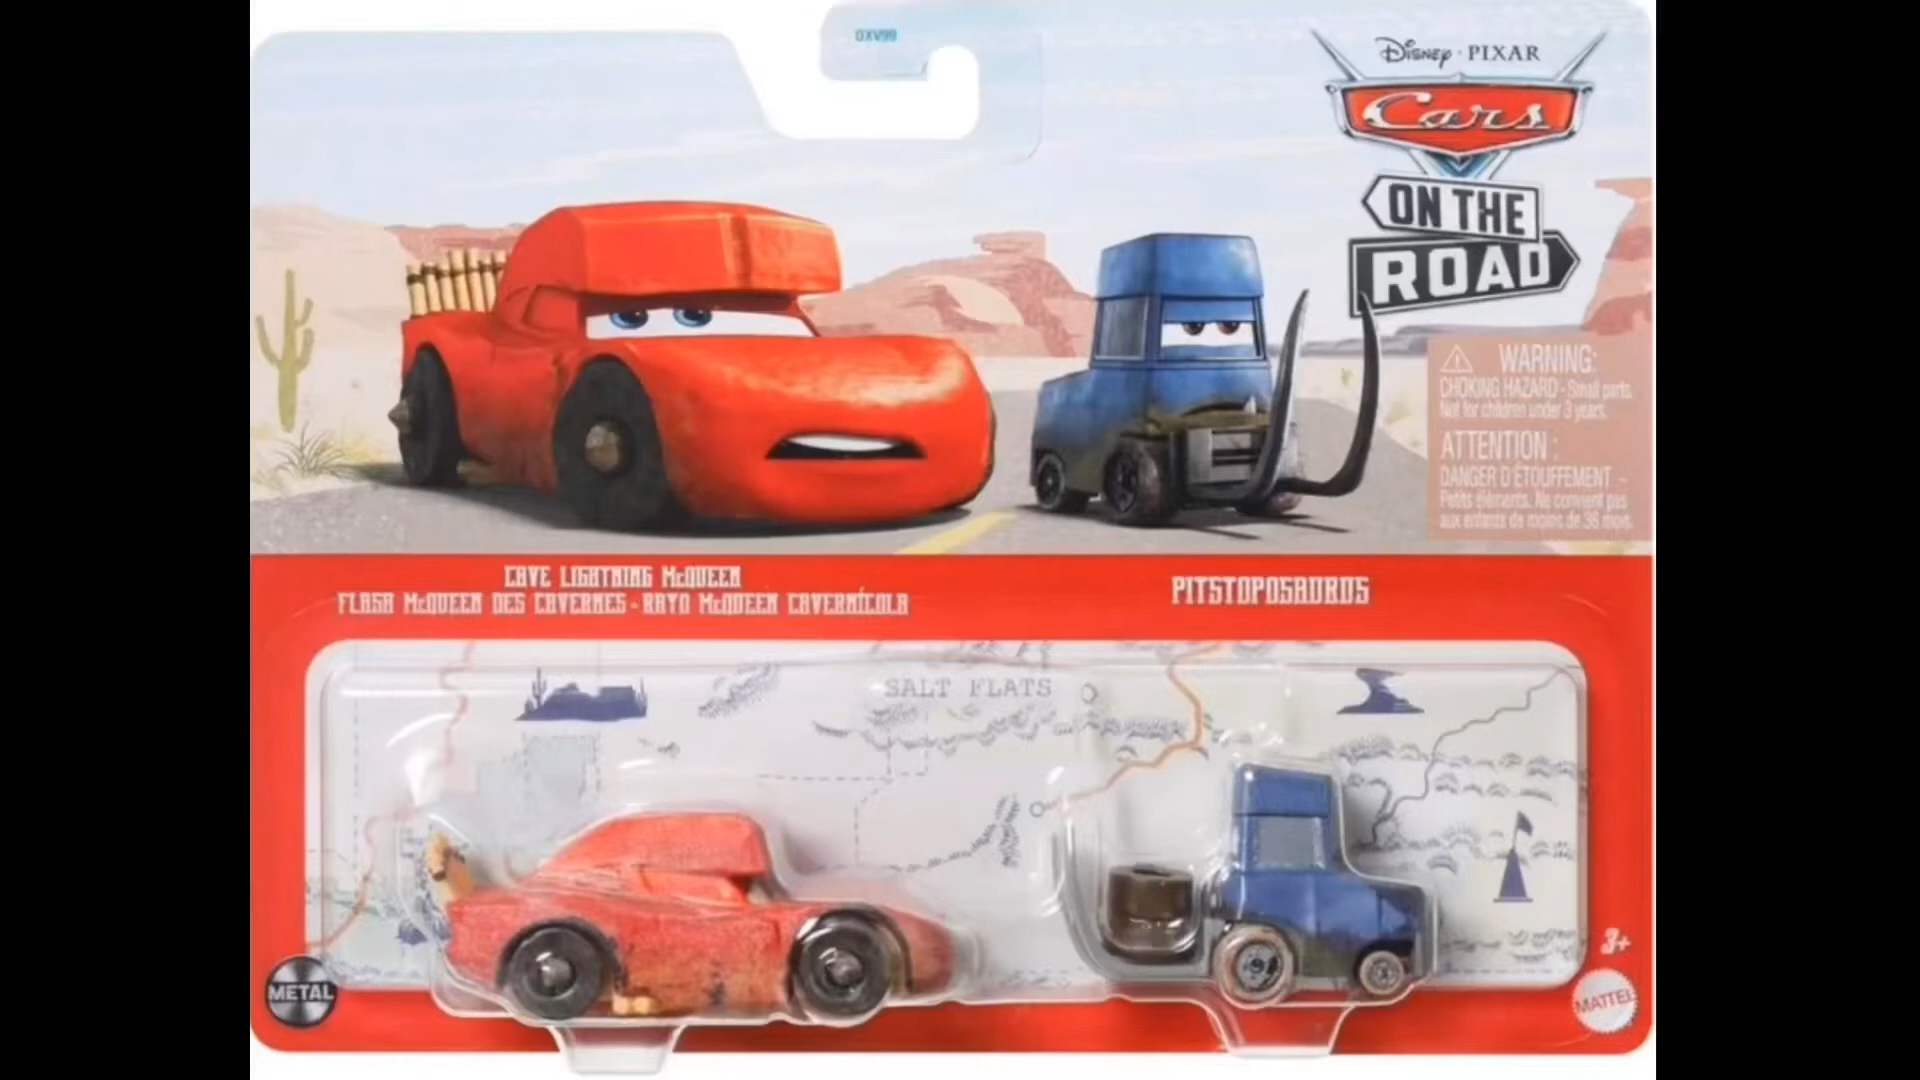 DXV99
Disney · PIXAR
Cars
ON THE
ROAD
WARNING:
CHOKING HAZARD - Small parts.
Not for children under 3 years.
ATTENTION :
DANGER D'ÉTOUFFEMENT -
Petits éléments. Ne convient pas
aux enfants de moins de 36 mois.
CAVE LIGHTNING McQUEEN
FLASH McQUEEN DES CAVERNES • RAYO McQUEEN CAVERNÍCOLA
PITSTOPOSAURUS
SALT FLATS
3+
METAL
MATTEL